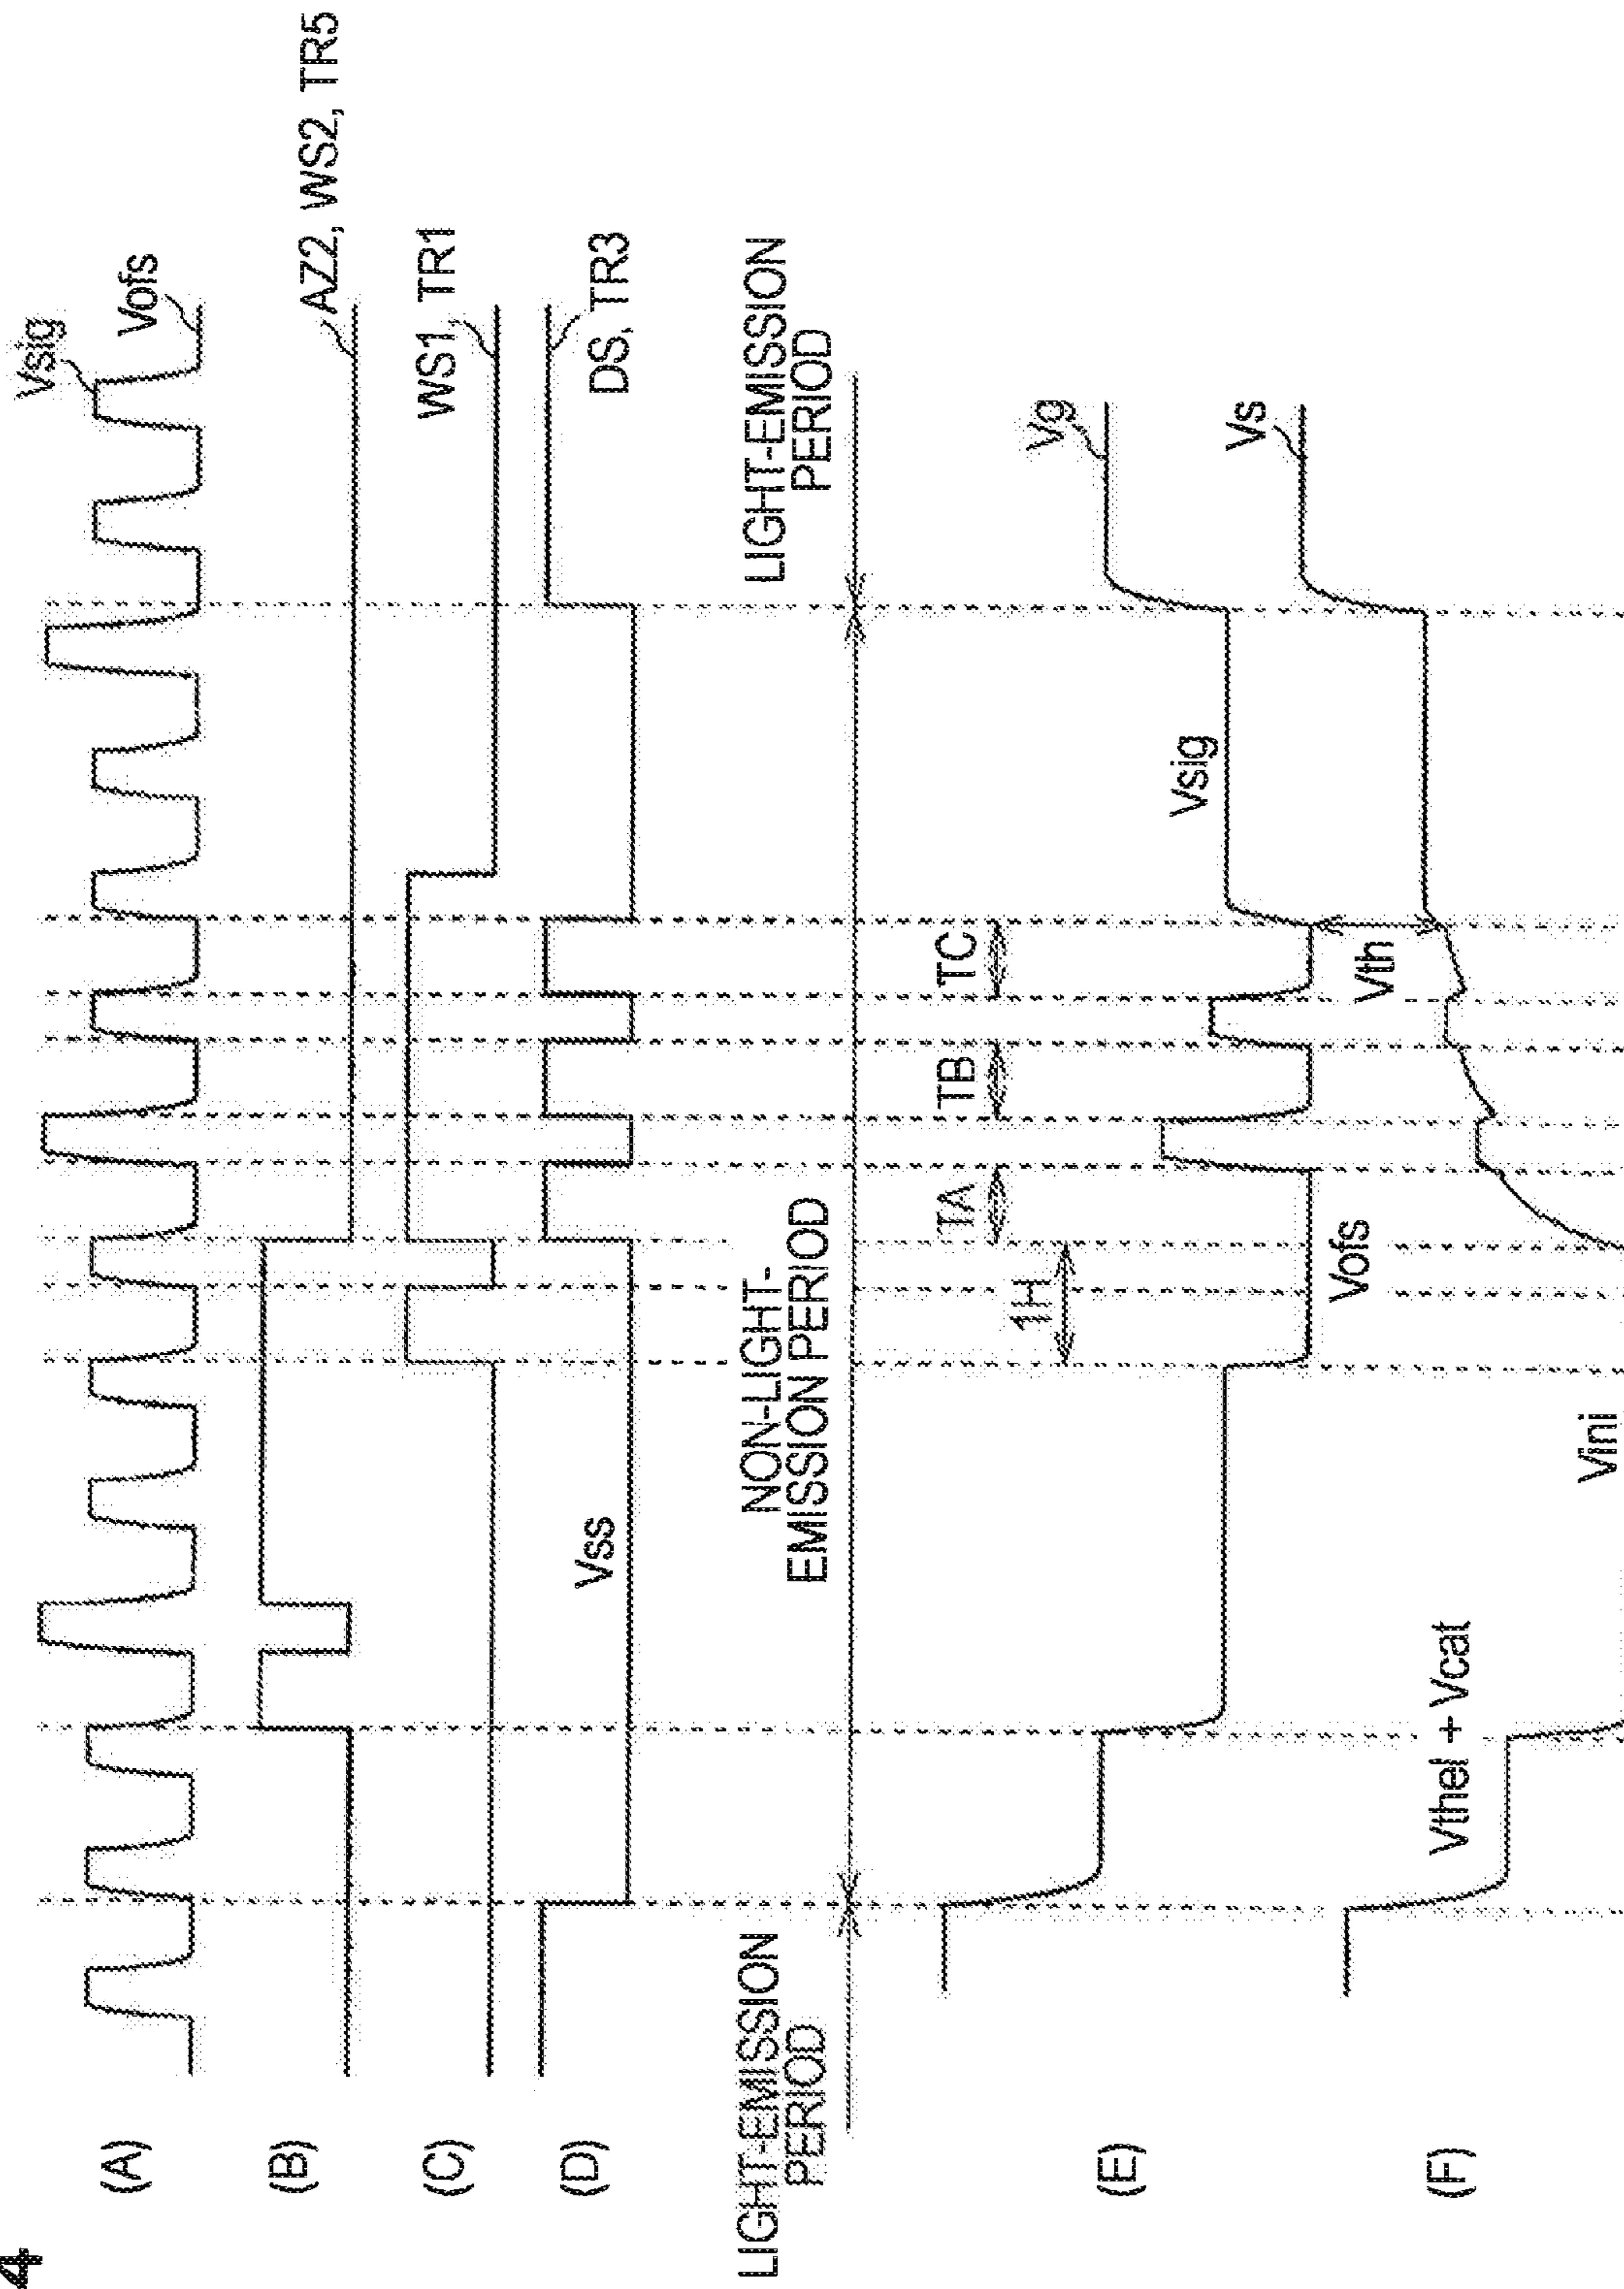 4
(A)
Vsig
Vofs
(B)
AZ2, WS2, TR5
(C)
WS1, TR1
(D)
Vss
DS, TR3
LIGHT-EMISSION
PERIOD
NON-LIGHT-
EMISSION PERIOD
LIGHT-EMISSION
PERIOD
1H
TA
TB
TC
(E)
Vofs
Vsig
Vg
(F)
Vthel + Vcat
Vini
Vth
Vs